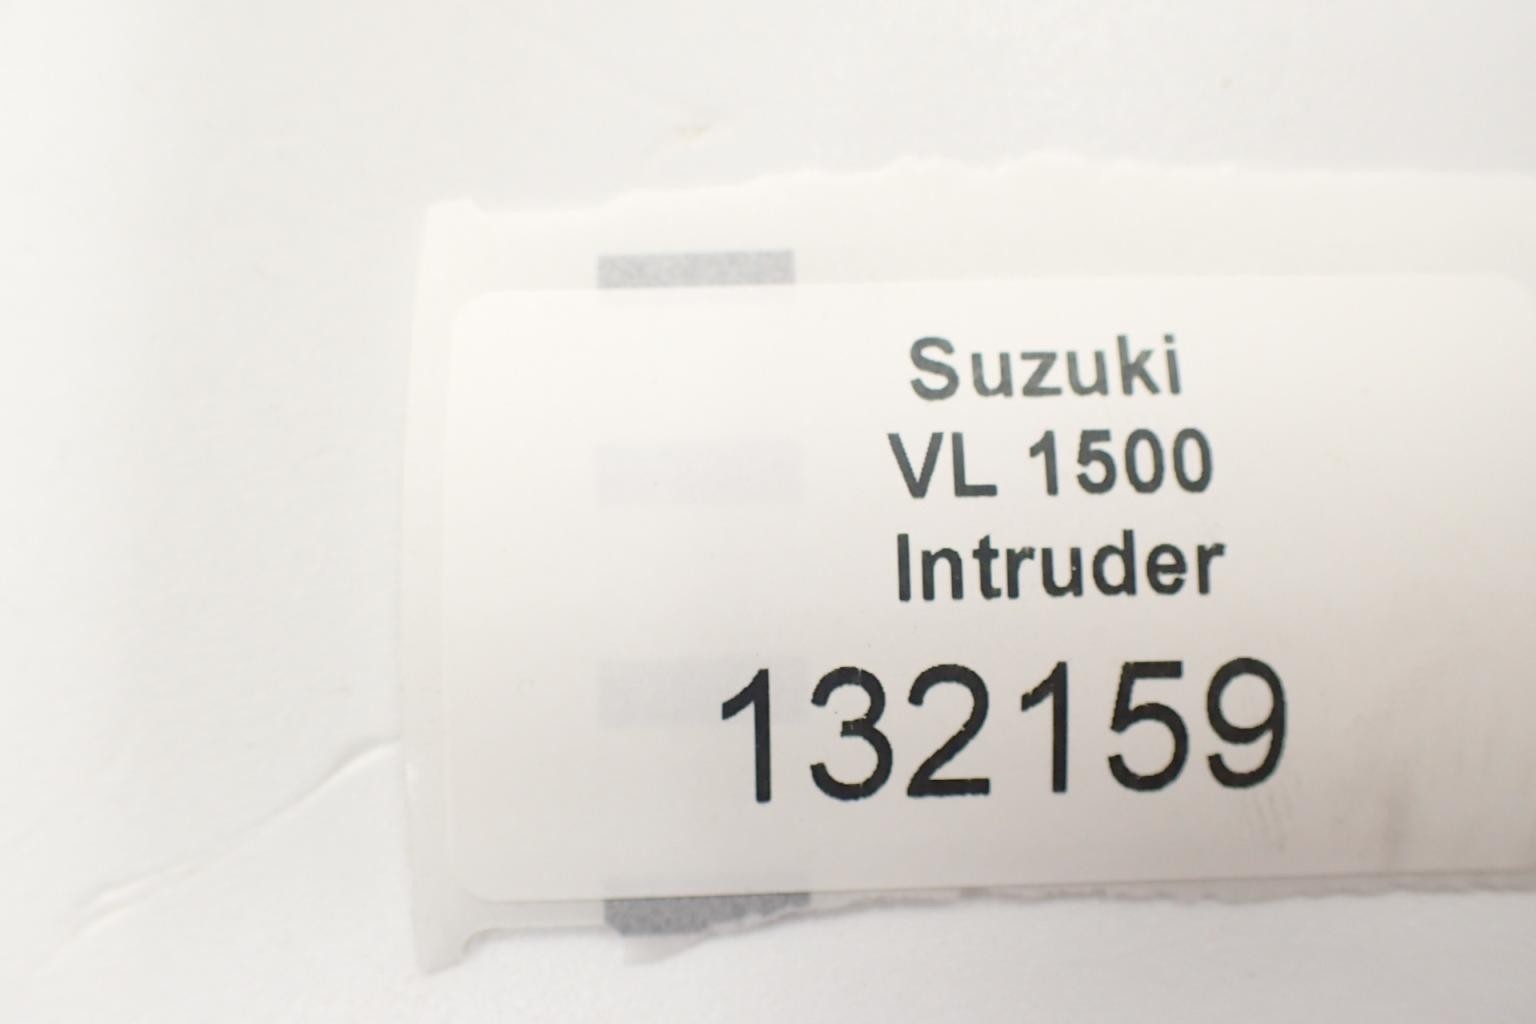 Suzuki
VL 1500
Intruder
132159